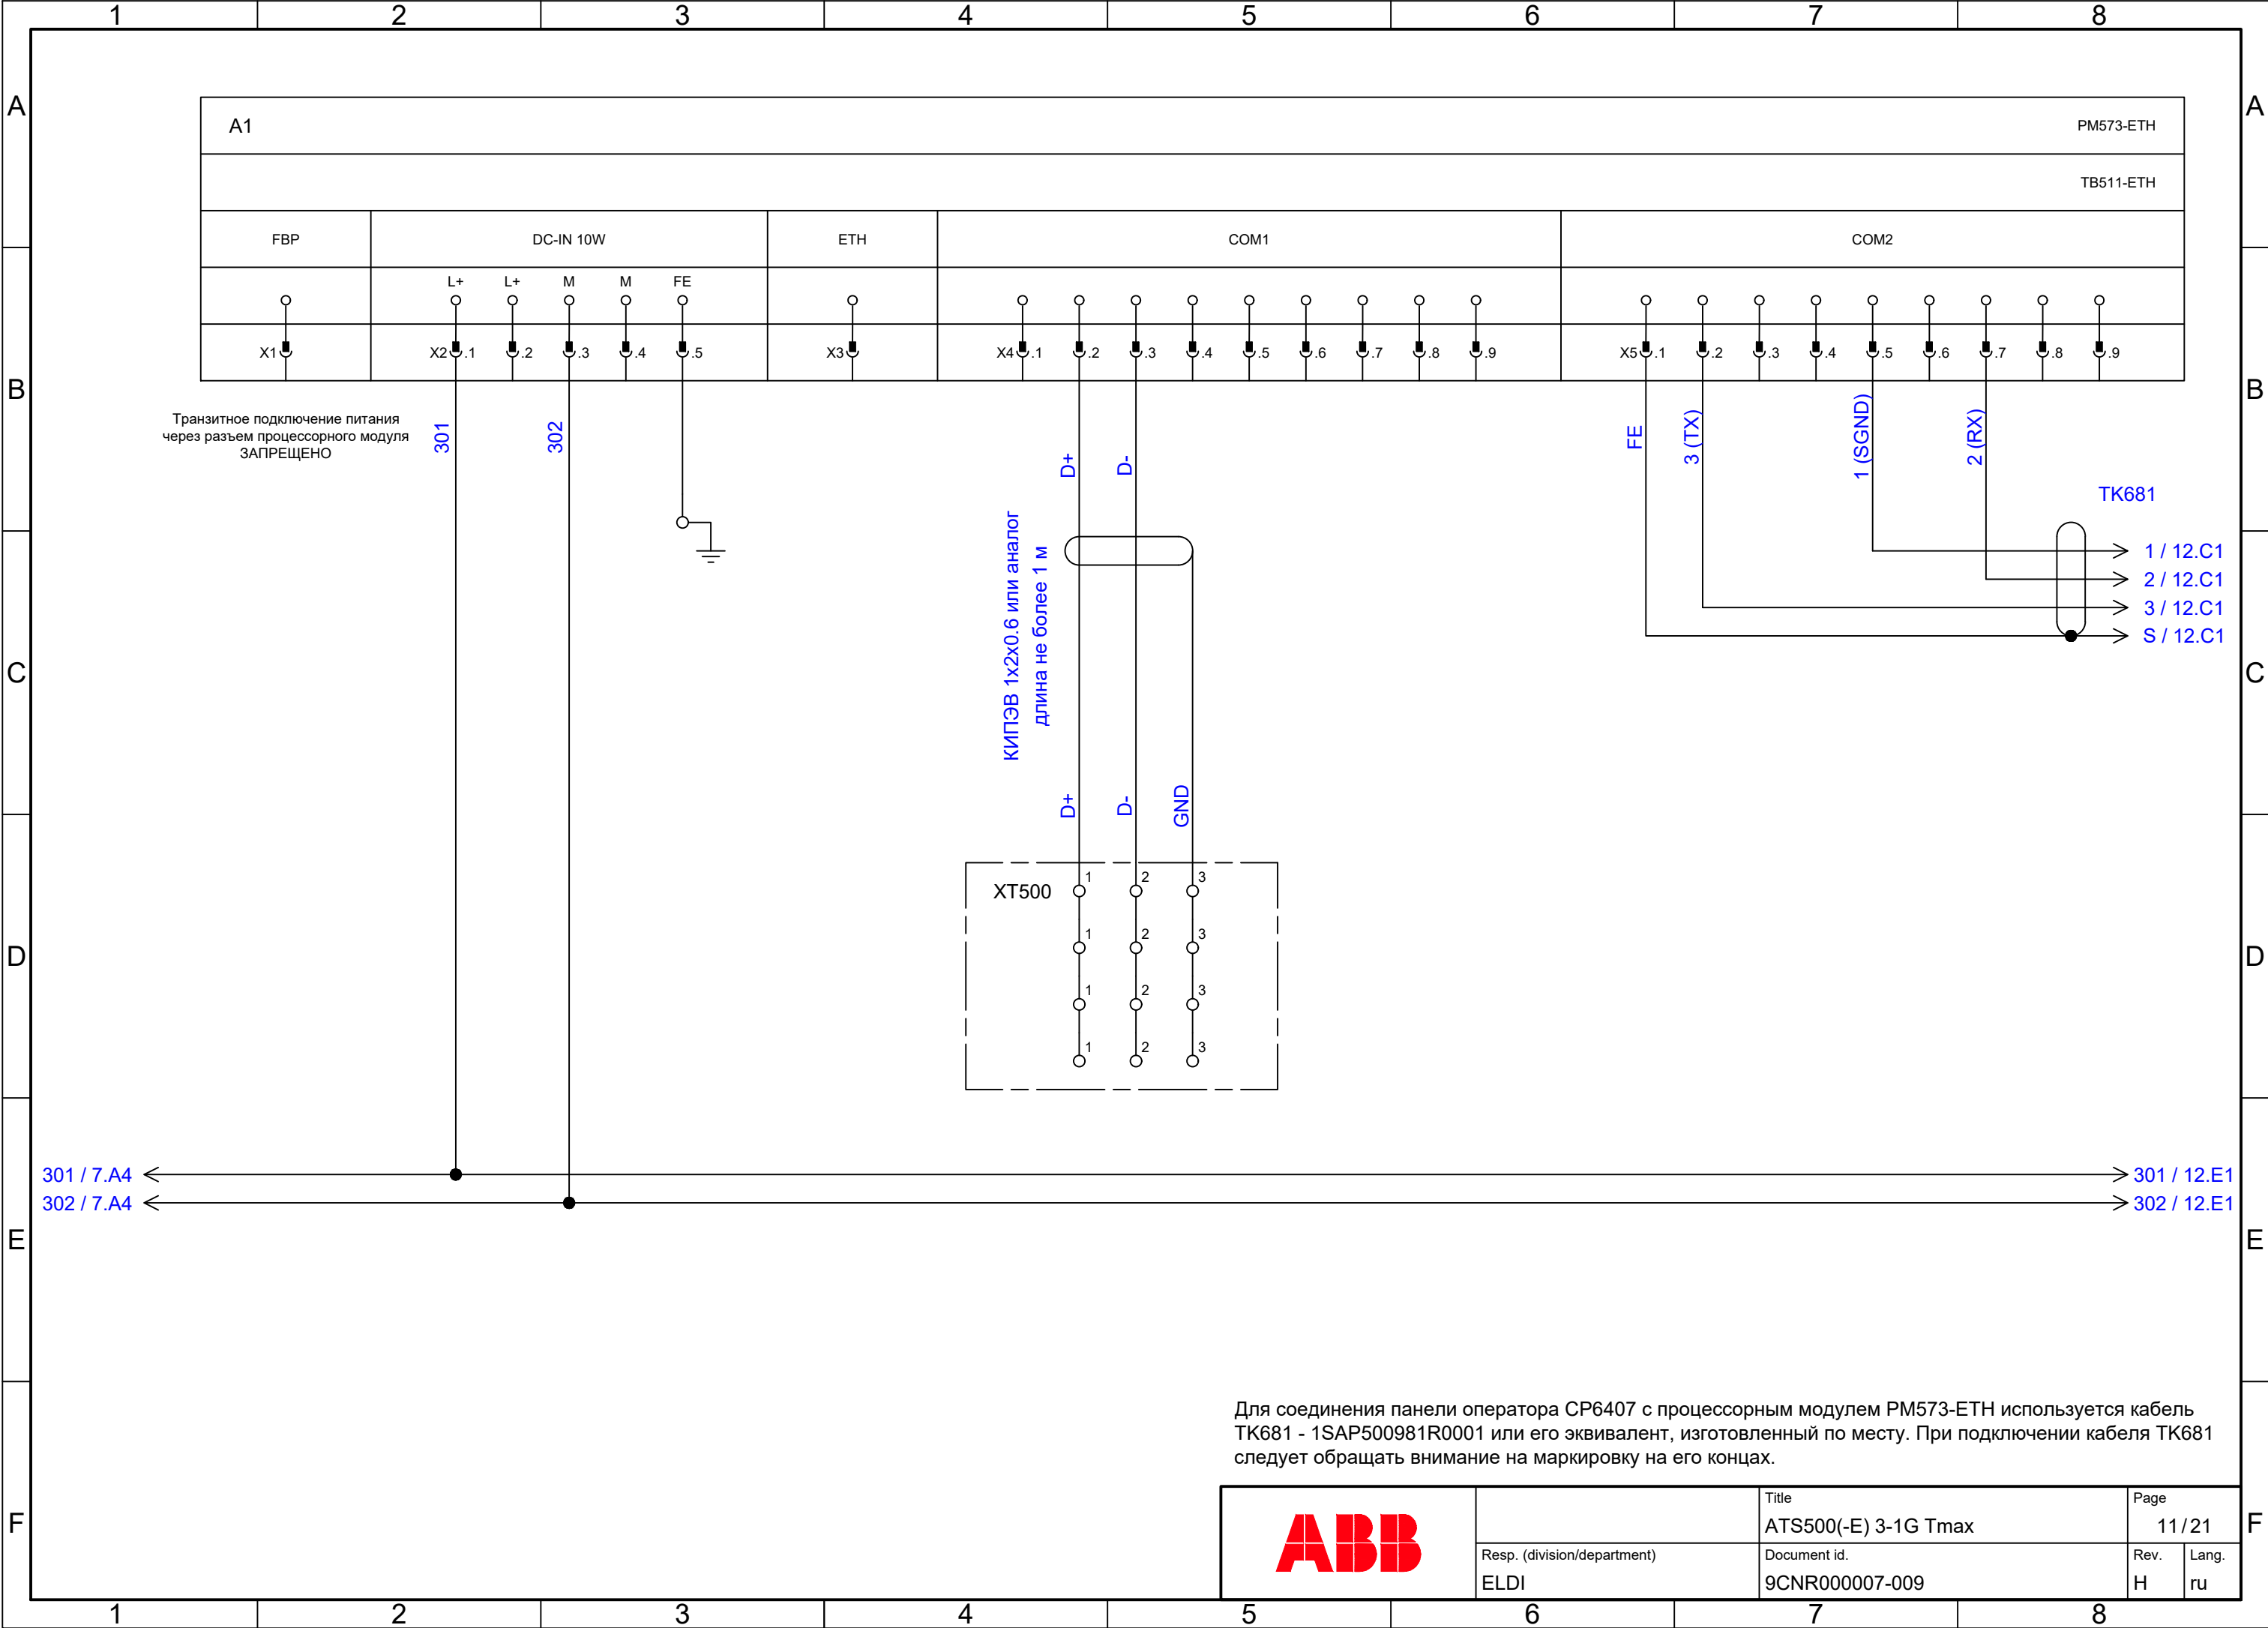 1 2 3 4 5 6 7 8
A A
A1 PM573-ETH
TB511-ETH
FBP DC-IN 10W ETH COM1 COM2
L+ L+ M M FE
X1 X2 .1 .2 .3 .4 .5 X3 X4 .1 .2 .3 .4 .5 .6 .7 .8 .9 X5 .1 .2 .3 .4 .5 .6 .7 .8 .9
B B
Транзитное подключение питания
через разъем процессорного модуля
ЗАПРЕЩЕНО
301
302
D+
D-
FE
3 (TX)
1 (SGND)
2 (RX)
TK681
1 / 12.C1
2 / 12.C1
3 / 12.C1
S / 12.C1
КИПЭВ 1x2x0.6 или аналог
длина не более 1 м
C C
D+
D-
GND
XT500
1 2 3
1 2 3
1 2 3
1 2 3
D D
301 / 7.A4 301 / 12.E1
302 / 7.A4 302 / 12.E1
E E
Для соединения панели оператора CP6407 с процессорным модулем PM573-ETH используется кабель
TK681 - 1SAP500981R0001 или его эквивалент, изготовленный по месту. При подключении кабеля TK681
следует обращать внимание на маркировку на его концах.
F F
ABB
Title
ATS500(-E) 3-1G Tmax
Page
11/21
Resp. (division/department)
ELDI
Document id.
9CNR000007-009
Rev.
H
Lang.
ru
1 2 3 4 5 6 7 8